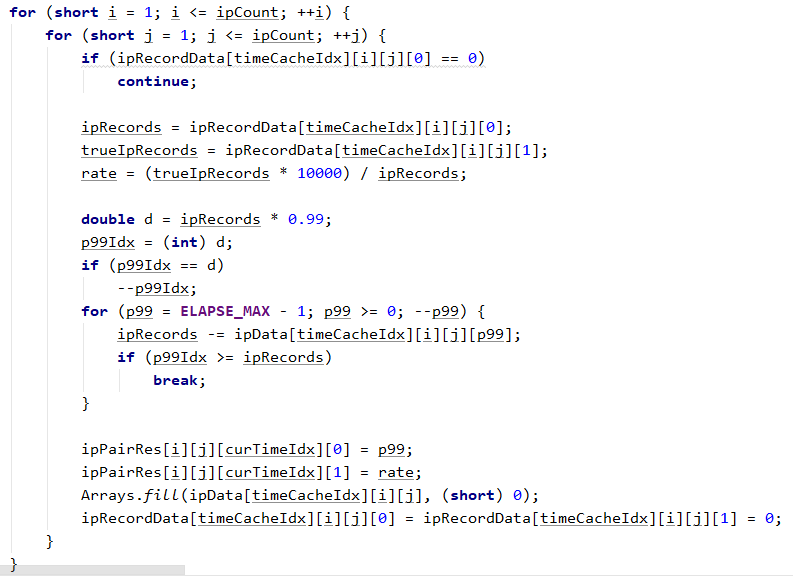 for (short i = 1; i <= ipCount; ++i) {
    for (short j = 1; j <= ipCount; ++j) {
        if (ipRecordData[timeCacheIdx][i][j][0] == 0)
            continue;

        ipRecords = ipRecordData[timeCacheIdx][i][j][0];
        trueIpRecords = ipRecordData[timeCacheIdx][i][j][1];
        rate = (trueIpRecords * 10000) / ipRecords;

        double d = ipRecords * 0.99;
        p99Idx = (int) d;
        if (p99Idx == d)
            --p99Idx;
        for (p99 = ELAPSE_MAX - 1; p99 >= 0; --p99) {
            ipRecords -= ipData[timeCacheIdx][i][j][p99];
            if (p99Idx >= ipRecords)
                break;
        }

        ipPairRes[i][j][curTimeIdx][0] = p99;
        ipPairRes[i][j][curTimeIdx][1] = rate;
        Arrays.fill(ipData[timeCacheIdx][i][j], (short) 0);
        ipRecordData[timeCacheIdx][i][j][0] = ipRecordData[timeCacheIdx][i][j][1] = 0;
    }
}